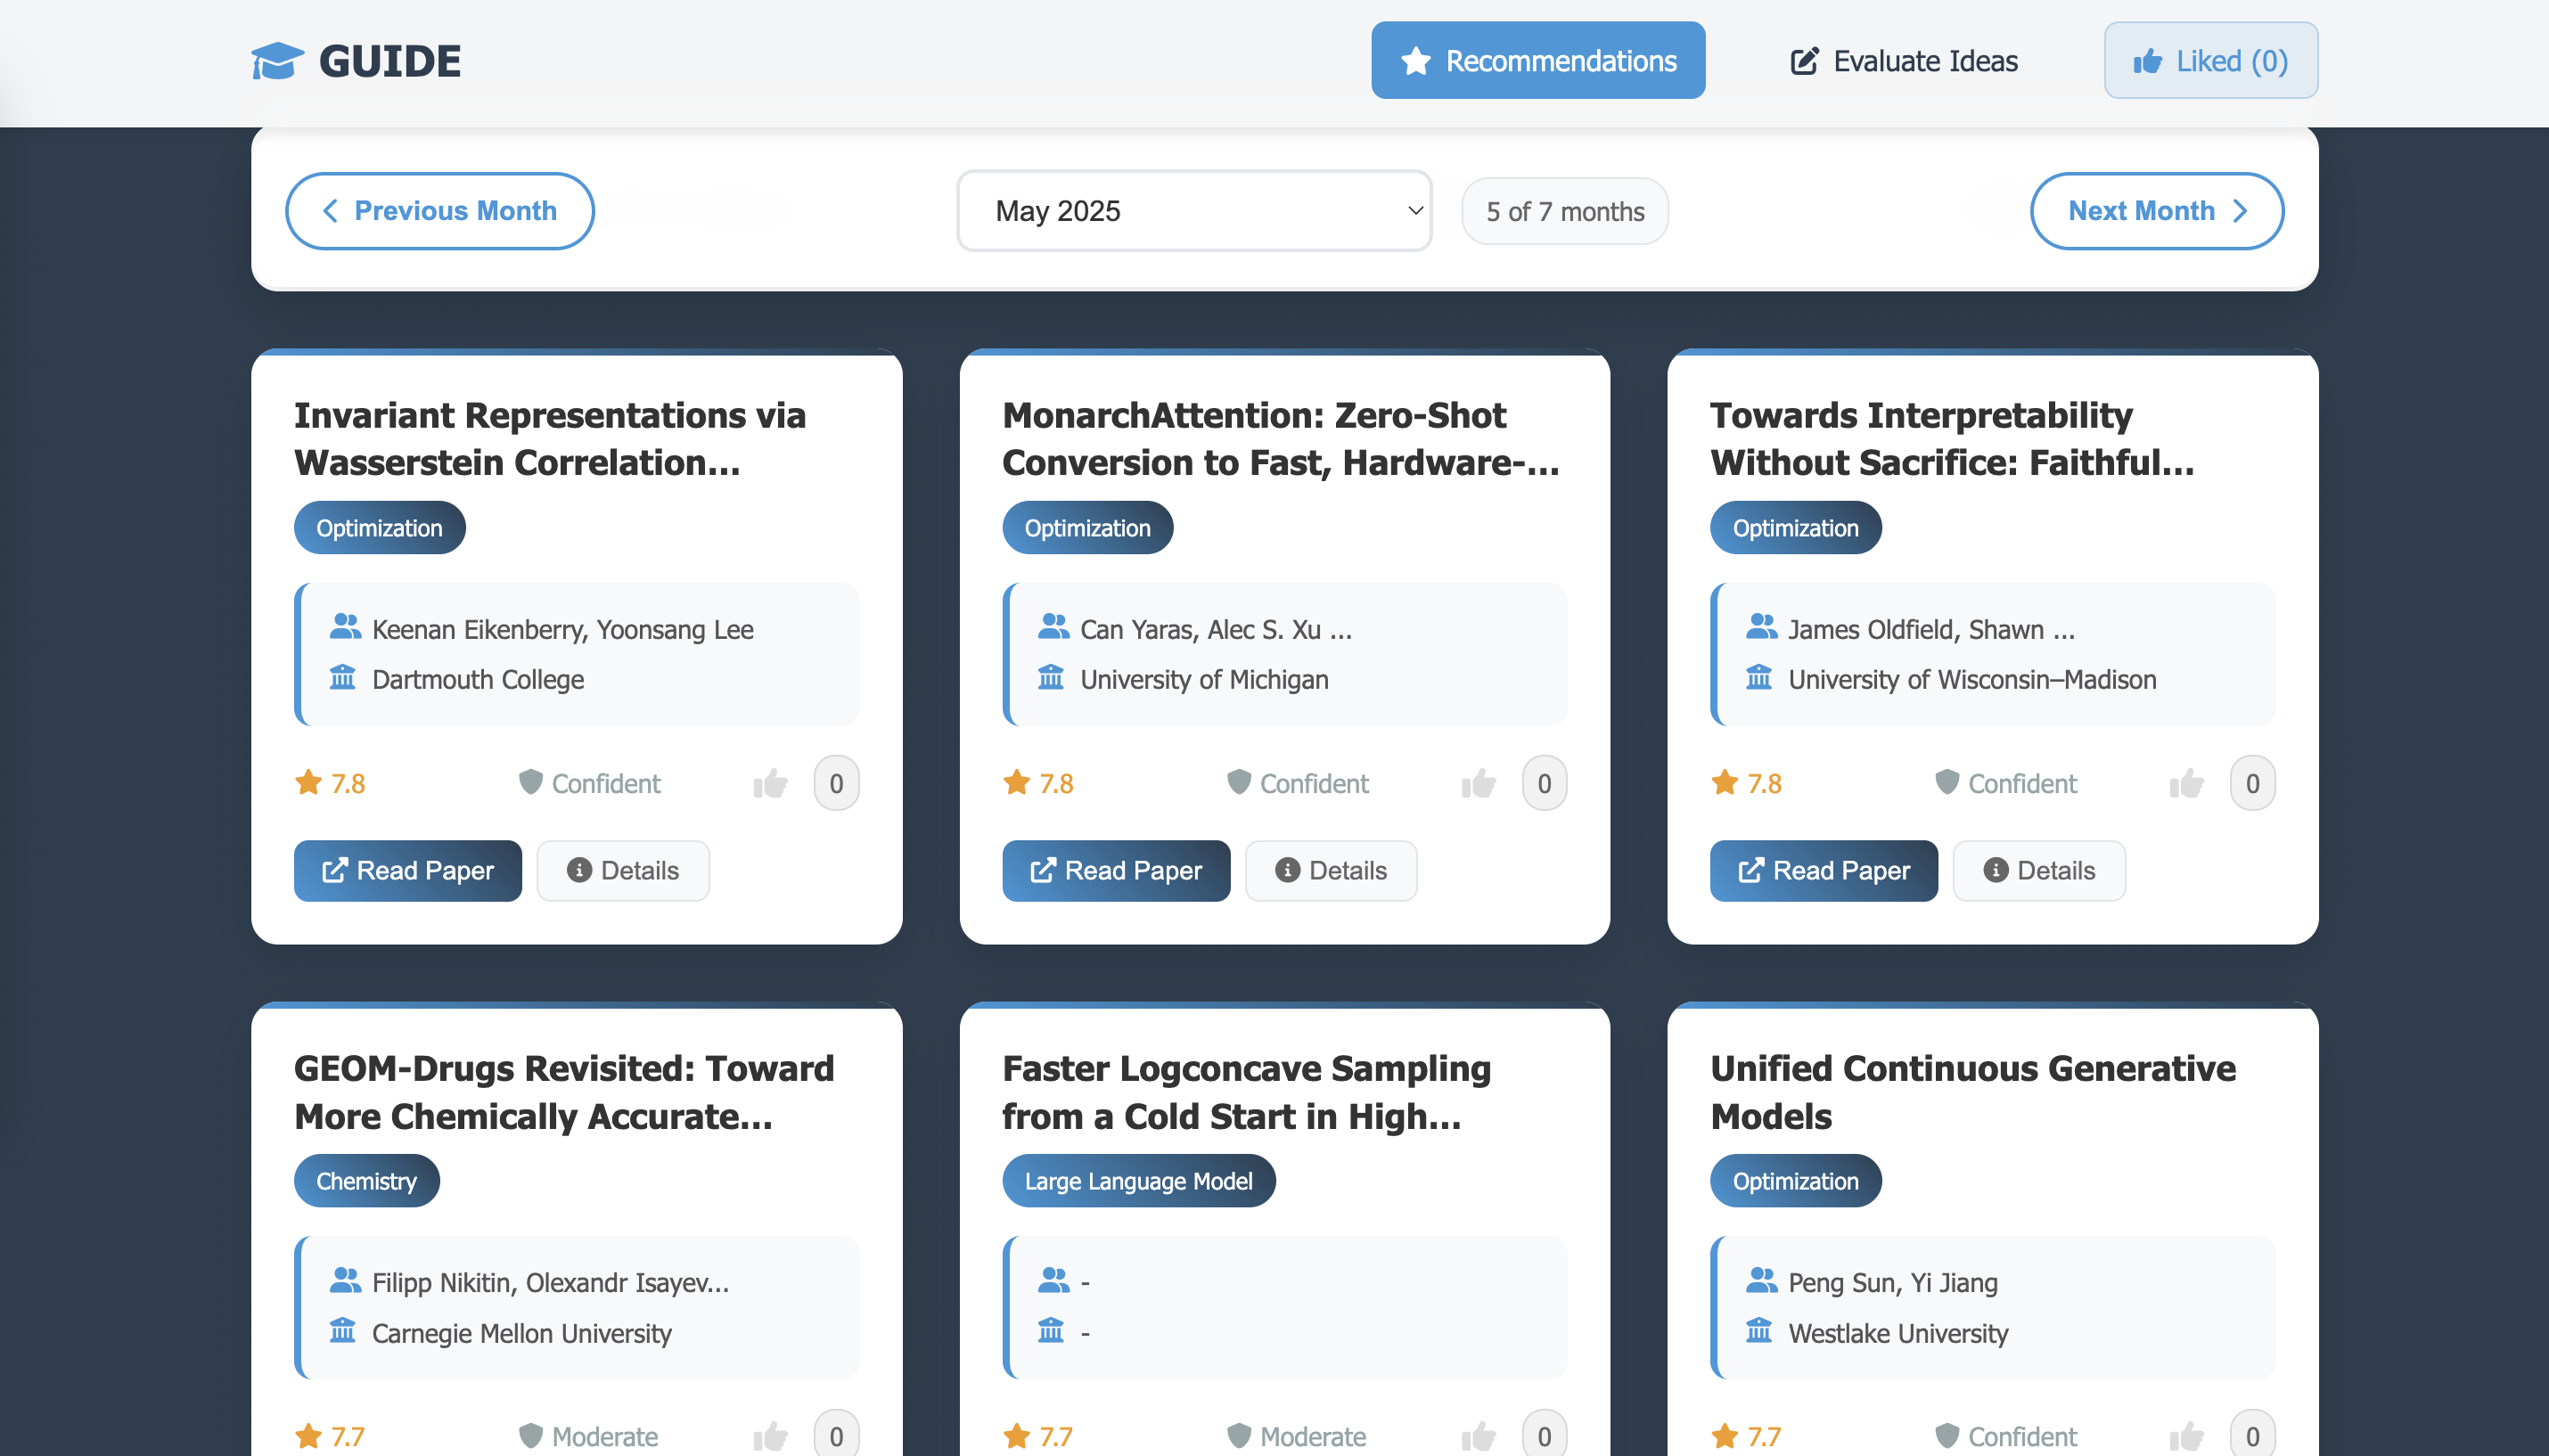 GUIDE
Recommendations
Evaluate Ideas
Liked (0)
Previous Month
May 2025
5 of 7 months
Next Month
Invariant Representations via
Wasserstein Correlation...
Optimization
Keenan Eikenberry, Yoonsang Lee
Dartmouth College
7.8
Confident
0
Read Paper
Details
MonarchAttention: Zero-Shot
Conversion to Fast, Hardware-...
Optimization
Can Yaras, Alec S. Xu ...
University of Michigan
7.8
Confident
0
Read Paper
Details
Towards Interpretability
Without Sacrifice: Faithful...
Optimization
James Oldfield, Shawn ...
University of Wisconsin–Madison
7.8
Confident
0
Read Paper
Details
GEOM-Drugs Revisited: Toward
More Chemically Accurate...
Chemistry
Filipp Nikitin, Olexandr Isayev...
Carnegie Mellon University
7.7
Moderate
0
Faster Logconcave Sampling
from a Cold Start in High...
Large Language Model
-
-
7.7
Moderate
0
Unified Continuous Generative
Models
Optimization
Peng Sun, Yi Jiang
Westlake University
7.7
Confident
0